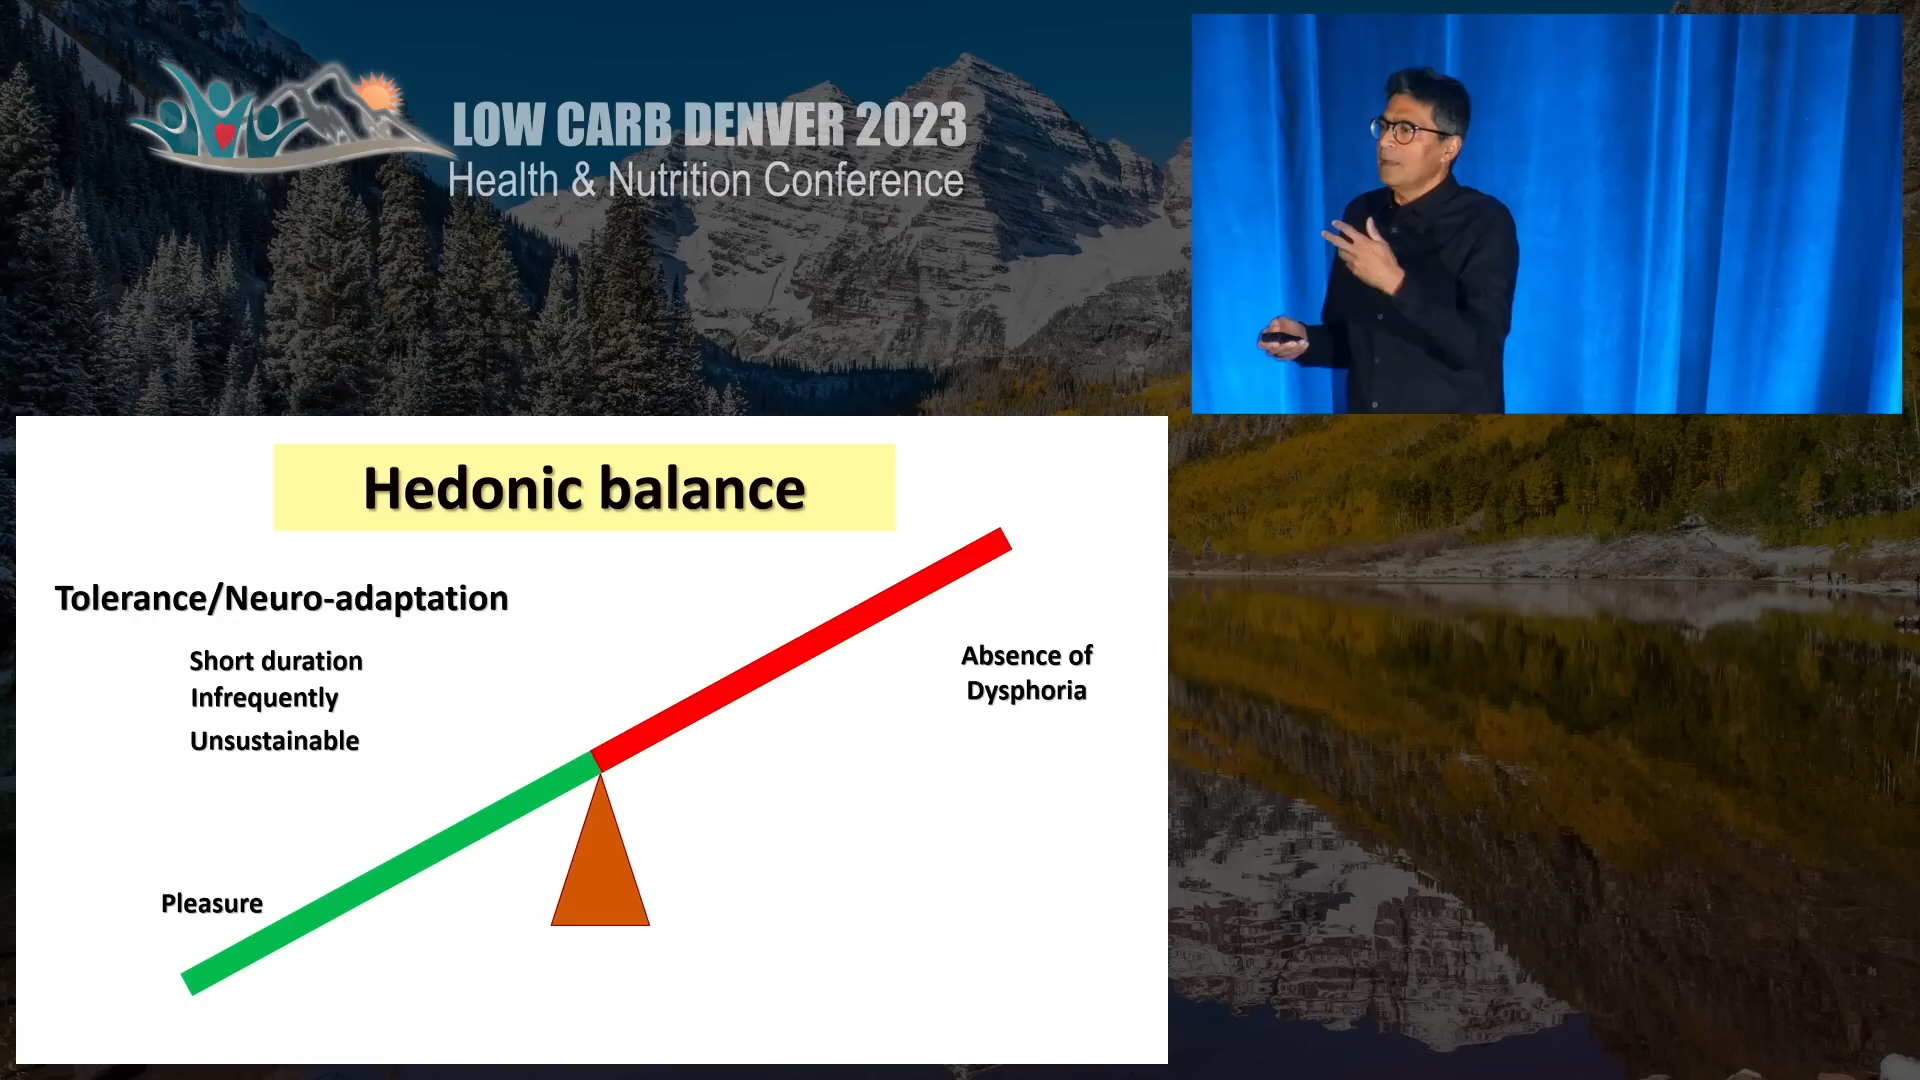 LOW CARB DENVER 2023
Health & Nutrition Conference
Hedonic balance
Tolerance/Neuro-adaptation
Short duration
Infrequently
Unsustainable
Absence of
Dysphoria
Pleasure